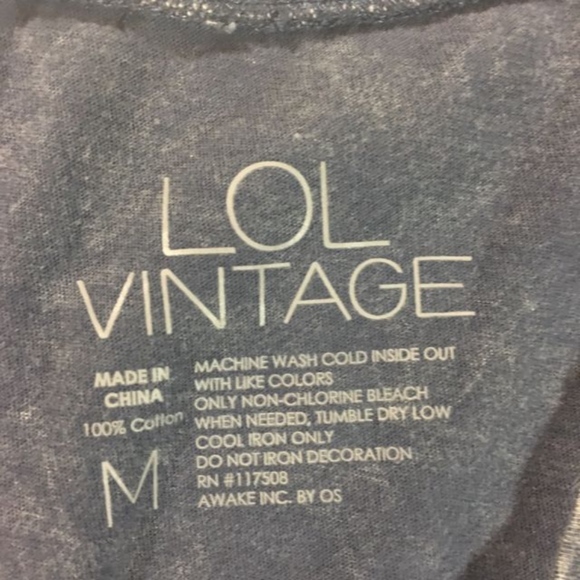 LOL
VINTAGE
MADE IN
CHINA
100% Cotton
M
MACHINE WASH COLD INSIDE OUT
WITH LIKE COLORS
ONLY NON-CHLORINE BLEACH
WHEN NEEDED, TUMBLE DRY LOW
COOL IRON ONLY
DO NOT IRON DECORATION
RN #117508
AWAKE INC. BY OS